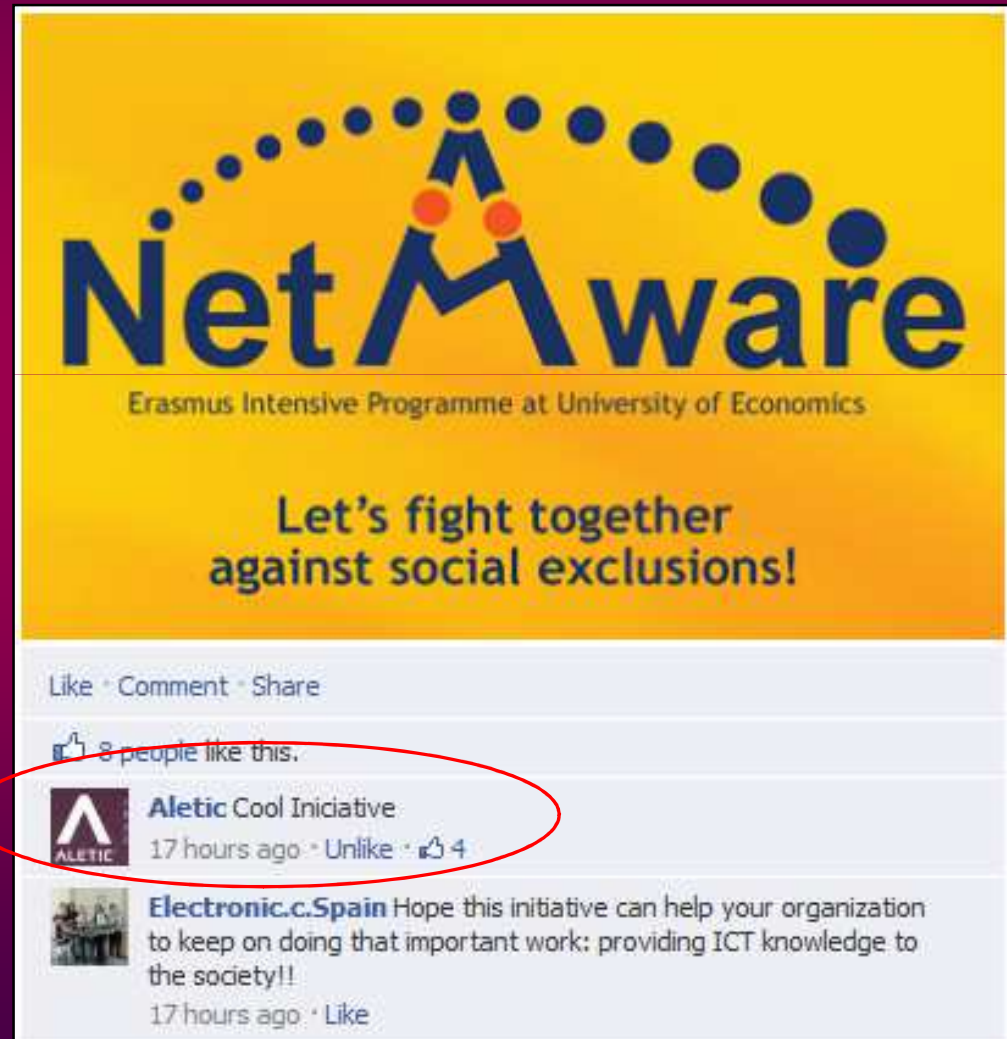 NetAware
Erasmus Intensive Programme at University of Economics
Let's fight together
against social exclusions!
Like · Comment · Share
8 people like this.
Aletic Cool Iniciative
ALETIC
17 hours ago · Unlike · 4
Electronic.c.Spain Hope this initiative can help your organization
to keep on doing that important work: providing ICT knowledge to
the society!!
17 hours ago · Like